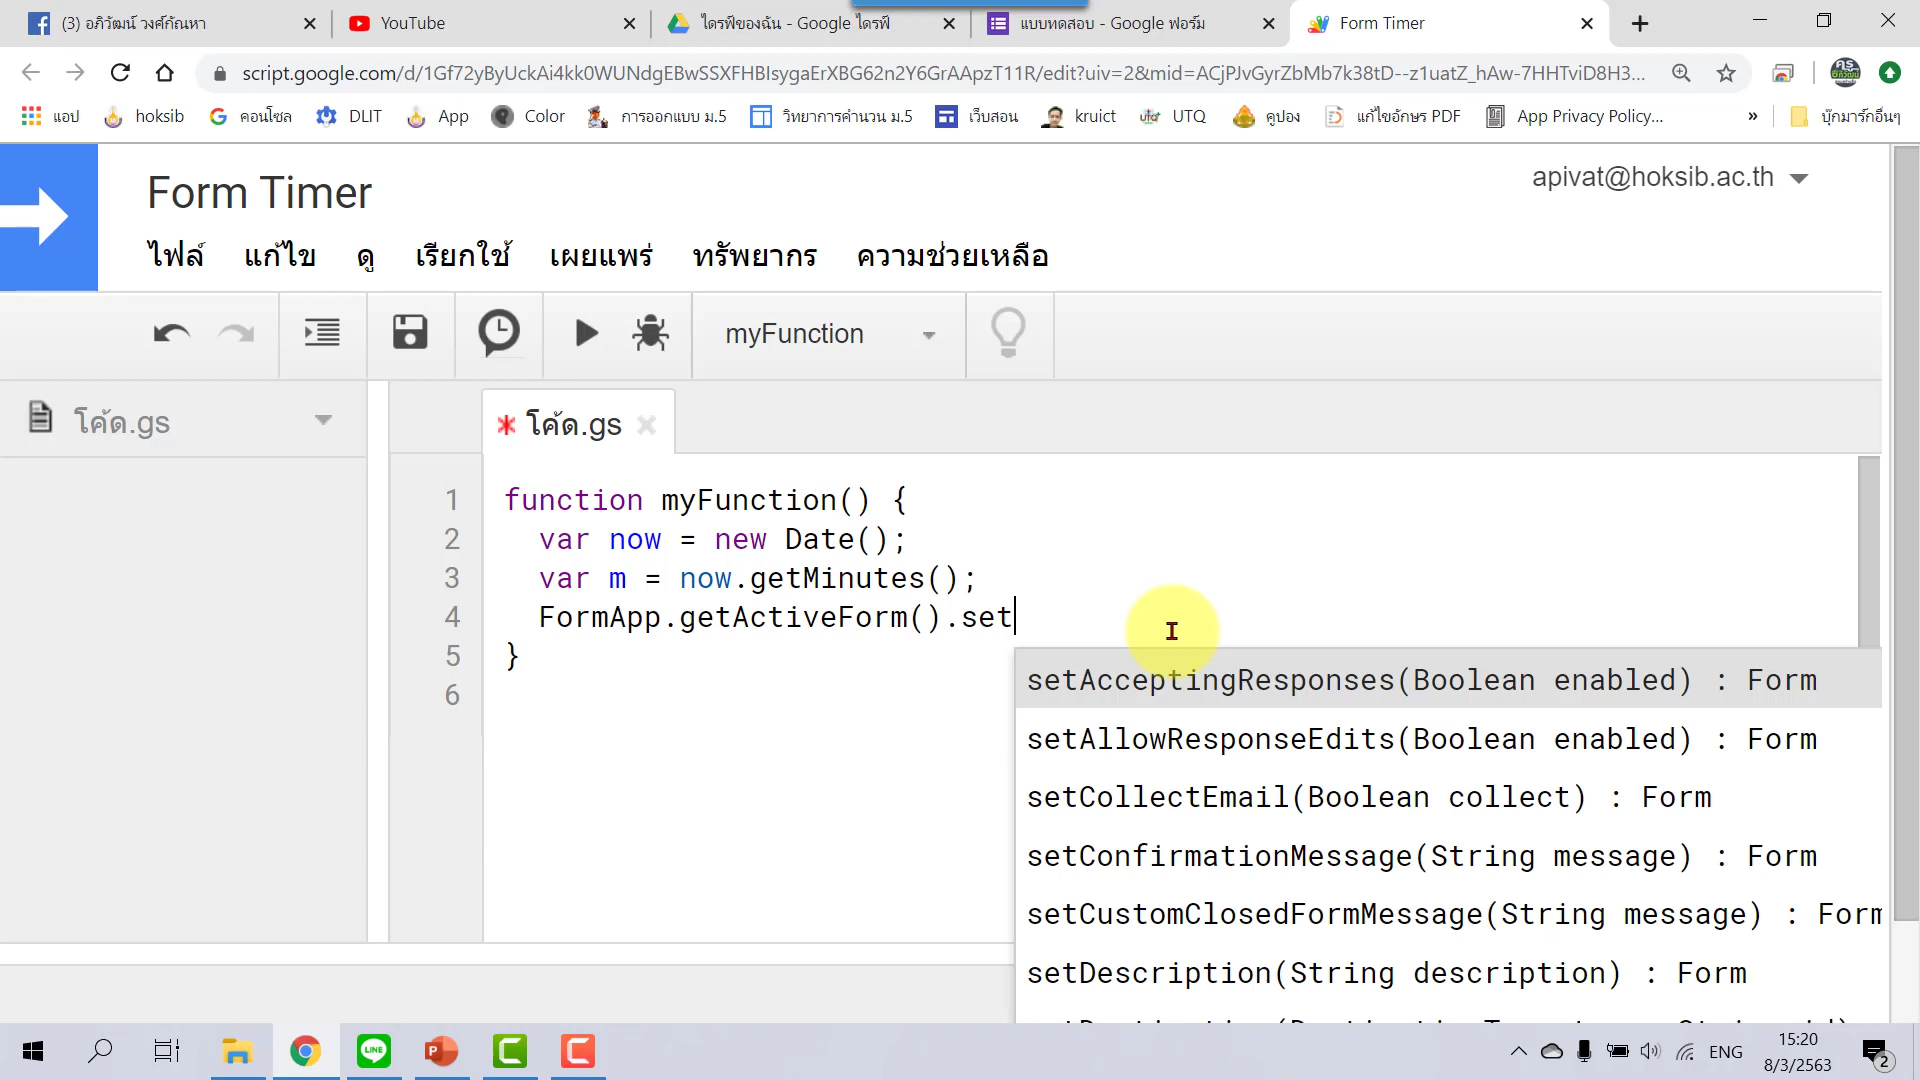 (3) อภิวัฒน์ วงศ์กัณหา
YouTube
ไดรฟ์ของฉัน - Google ไดรฟ์
แบบทดสอบ - Google ฟอร์ม
Form Timer
script.google.com/d/1Gf72yByUckAi4kk0WUNdgEBwSSXFHBIsygaErXBG62n2Y6GrAApzT11R/edit?uiv=2&mid=ACjPJvGyrZbMb7k38tD--z1uatZ_hAw-7HHTviD8H3...
แอป hoksib คอนโซล DLIT App Color การออกแบบ ม.5 วิทยาการคำนวน ม.5 เว็บสอน kruict UTQ คูปอง แก้ไขอักษร PDF App Privacy Policy... » บุ๊กมาร์กอื่นๆ
Form Timer
apivat@hoksib.ac.th
ไฟล์ แก้ไข ดู เรียกใช้ เผยแพร่ ทรัพยากร ความช่วยเหลือ
myFunction
โค้ด.gs
* โค้ด.gs
1 function myFunction() {
2 var now = new Date();
3 var m = now.getMinutes();
4 FormApp.getActiveForm().set
5 }
6
setAcceptingResponses(Boolean enabled) : Form
setAllowResponseEdits(Boolean enabled) : Form
setCollectEmail(Boolean collect) : Form
setConfirmationMessage(String message) : Form
setCustomClosedFormMessage(String message) : Form
setDescription(String description) : Form
LINE
ENG
15:20
8/3/2563
2